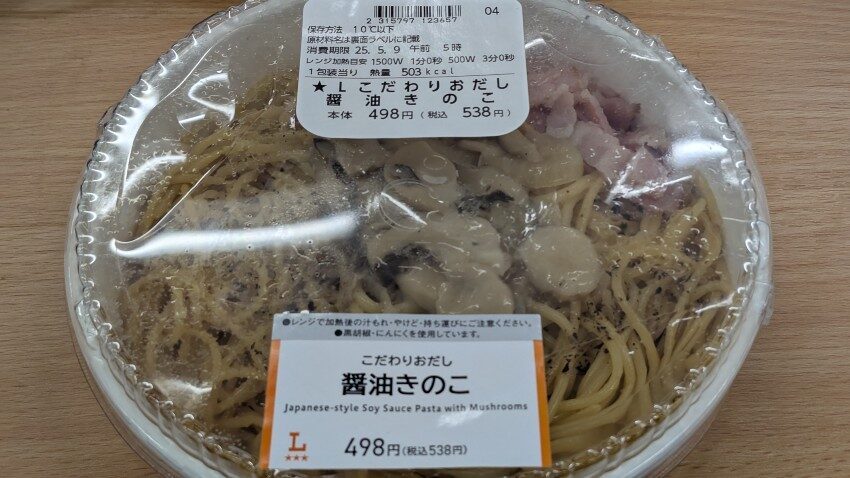 2 315797 123657
04
保存方法 10℃以下
原材料名は裏面ラベルに記載
消費期限 25.5.9 午前 5時
レンジ加熱目安 1500W 1分0秒 500W 3分0秒
1包装当り 熱量 503kcal
★Lこだわりおだし
醤油きのこ
本体 498円(税込 538円)
●レンジで加熱後の汁もれ・やけど・持ち運びにご注意ください。
●黒胡椒・にんにくを使用しています。
こだわりおだし
醤油きのこ
Japanese-style Soy Sauce Pasta with Mushrooms
L
★★★
498円(税込538円)